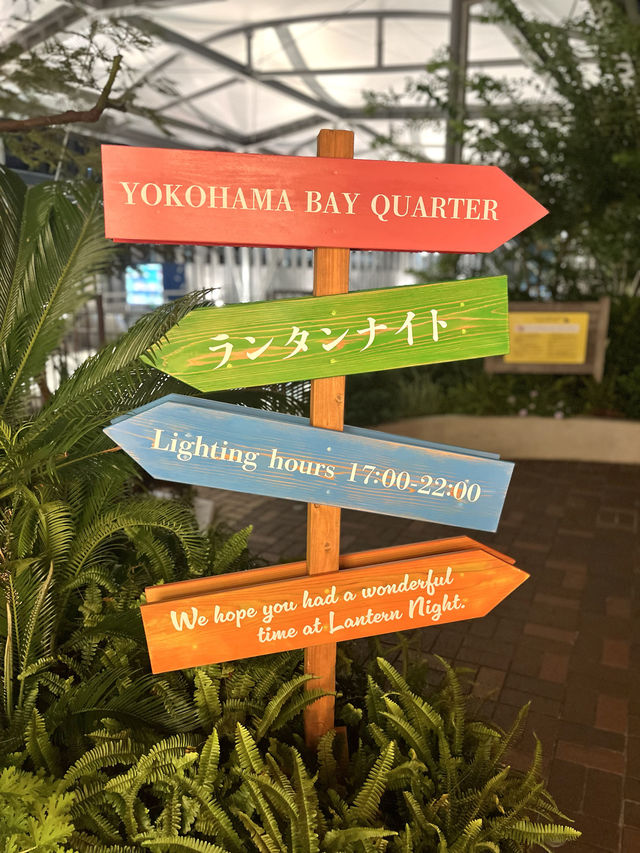 YOKOHAMA BAY QUARTER
ランタンナイト
Lighting hours 17:00-22:00
We hope you had a wonderful
time at Lantern Night.